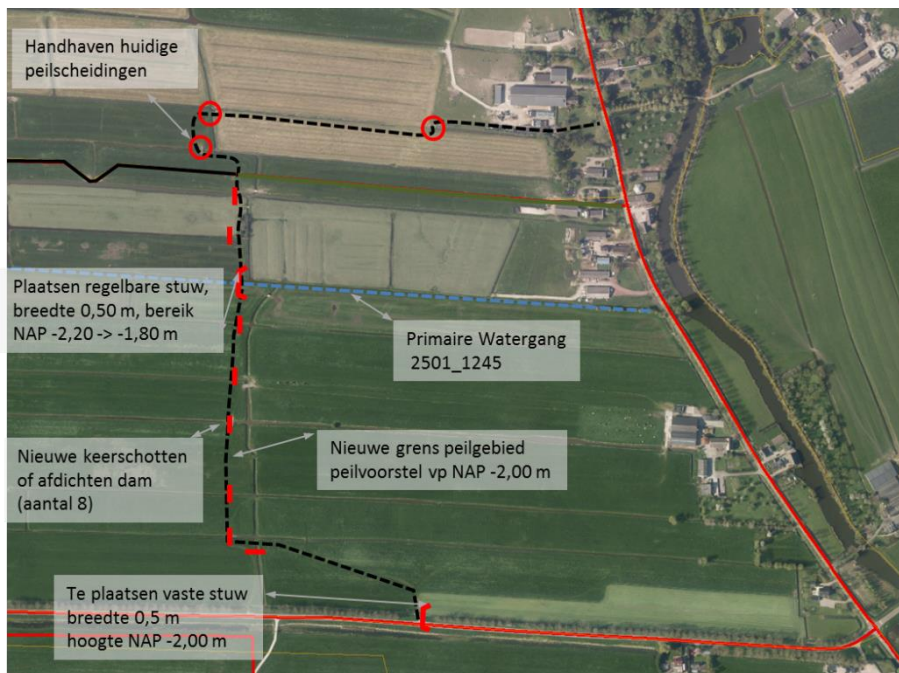 Handhaven huidige
peilscheidingen
Plaatsen regelbare stuw,
breedte 0,50 m, bereik
NAP -2,20 -> -1,80 m
Primaire Watergang
2501_1245
Nieuwe keerschotten
of afdichten dam
(aantal 8)
Nieuwe grens peilgebied
peilvoorstel vp NAP -2,00 m
Te plaatsen vaste stuw
breedte 0,5 m
hoogte NAP -2,00 m